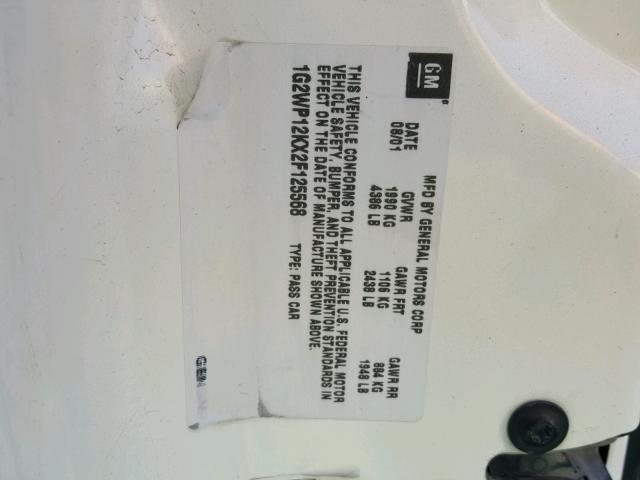 GM
MFD BY GENERAL MOTORS CORP
DATE GVWR GAWR FRT GAWR RR
08/01 1990 KG 1106 KG 884 KG
4386 LB 2438 LB 1948 LB
THIS VEHICLE CONFORMS TO ALL APPLICABLE U.S. FEDERAL MOTOR
VEHICLE SAFETY, BUMPER, AND THEFT PREVENTION STANDARDS IN
EFFECT ON THE DATE OF MANUFACTURE SHOWN ABOVE.
1G2WP12KX2F125568 TYPE: PASS CAR